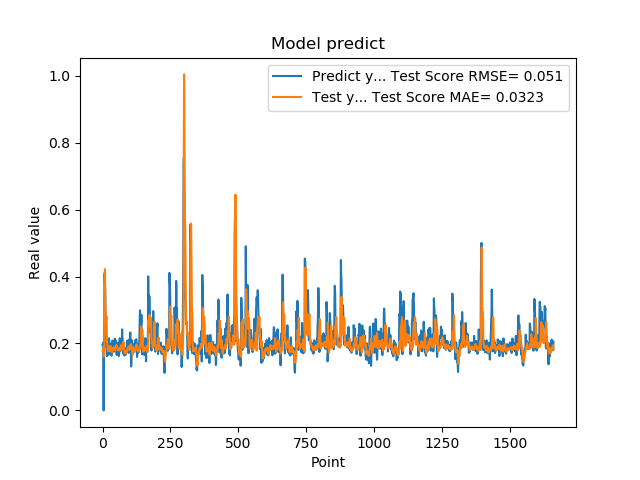 Model predict
Predict y... Test Score RMSE= 0.051
Test y... Test Score MAE= 0.0323
Real value
1.0
0.8
0.6
0.4
0.2
0.0
0 250 500 750 1000 1250 1500
Point